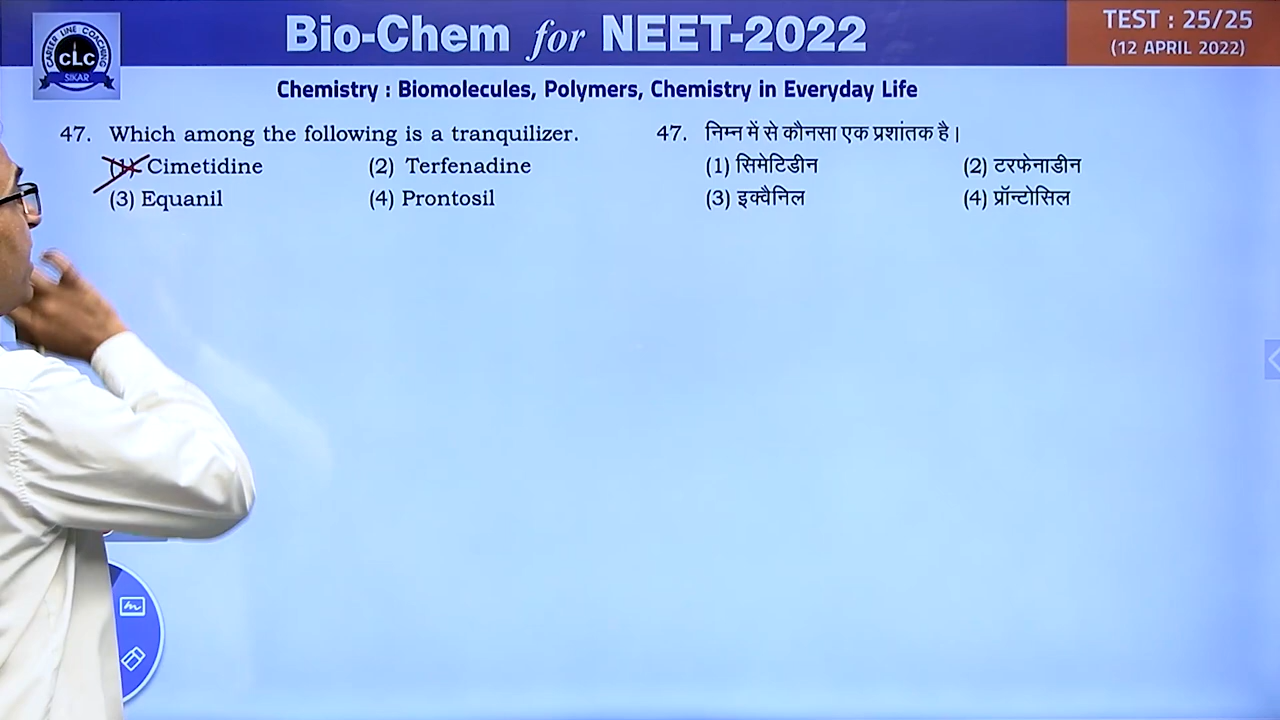 Bio-Chem for NEET-2022
TEST : 25/25
(12 APRIL 2022)
CAREER LINE COACHING
CLC
SIKAR
Chemistry : Biomolecules, Polymers, Chemistry in Everyday Life
47. Which among the following is a tranquilizer.
(1) Cimetidine (2) Terfenadine
(3) Equanil (4) Prontosil
47. निम्न में से कौनसा एक प्रशांतक है।
(1) सिमेटिडीन (2) टरफेनाडीन
(3) इक्वैनिल (4) प्रॉन्टोसिल